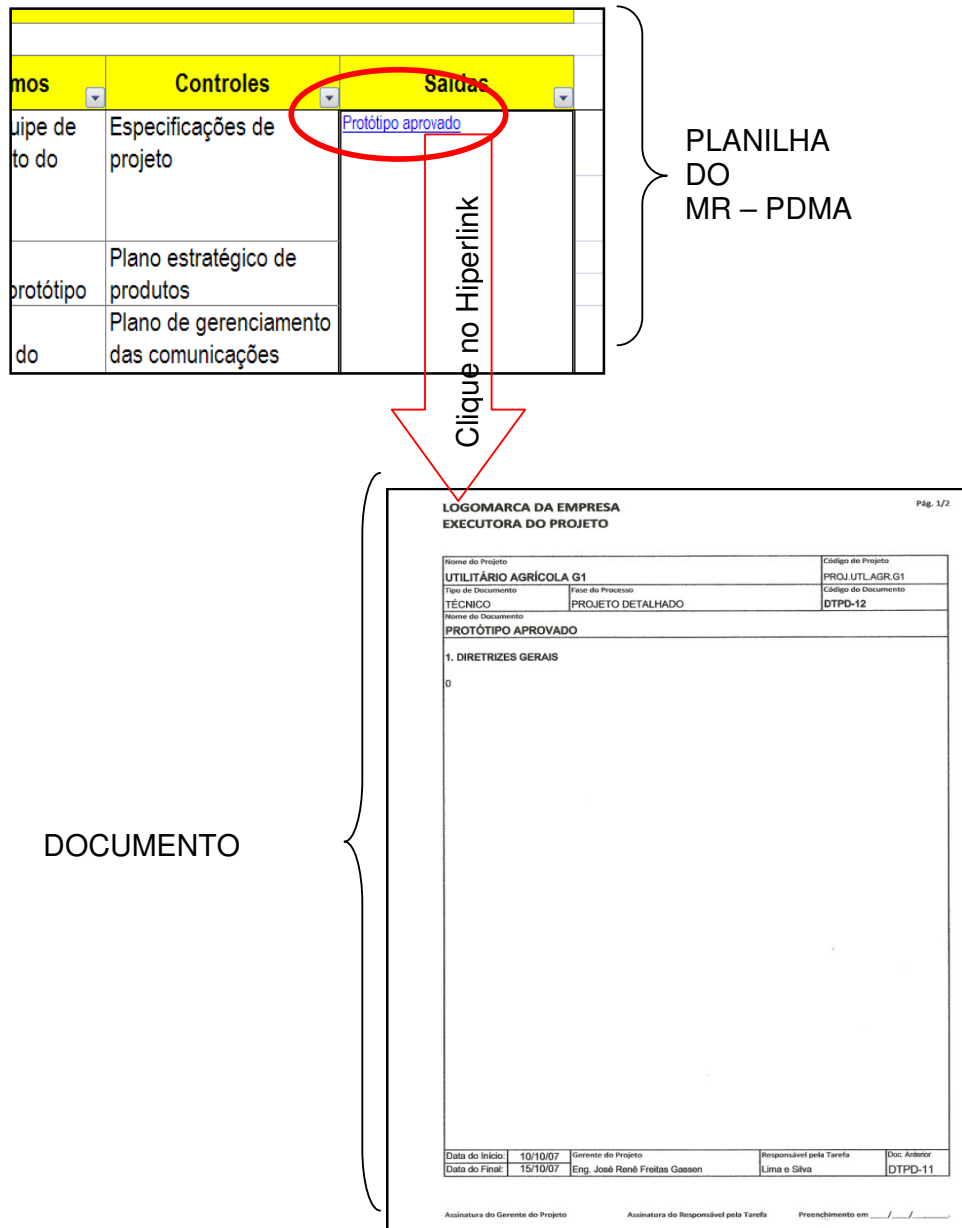 mos
Controles
Saídas
uipe de
to do
Especificações de
projeto
Protótipo aprovado
protótipo
Plano estratégico de
produtos
do
Plano de gerenciamento
das comunicações
PLANILHA
DO
MR – PDMA
Clique no Hiperlink
DOCUMENTO
LOGOMARCA DA EMPRESA
EXECUTORA DO PROJETO
Pág. 1/2
Nome do Projeto
Código do Projeto
UTILITÁRIO AGRÍCOLA G1
PROJ.UTL.AGR.G1
Tipo de Documento
Fase do Processo
Código do Documento
TÉCNICO
PROJETO DETALHADO
DTPD-12
Nome do Documento
PROTÓTIPO APROVADO
1. DIRETRIZES GERAIS
0
Data do Início: 10/10/07
Gerente do Projeto
Responsável pela Tarefa
Doc. Anterior
Data do Final: 15/10/07
Eng. José Renê Freitas Gassen
Lima e Silva
DTPD-11
Assinatura do Gerente do Projeto
Assinatura do Responsável pela Tarefa
Preenchimento em ___/___/_______.